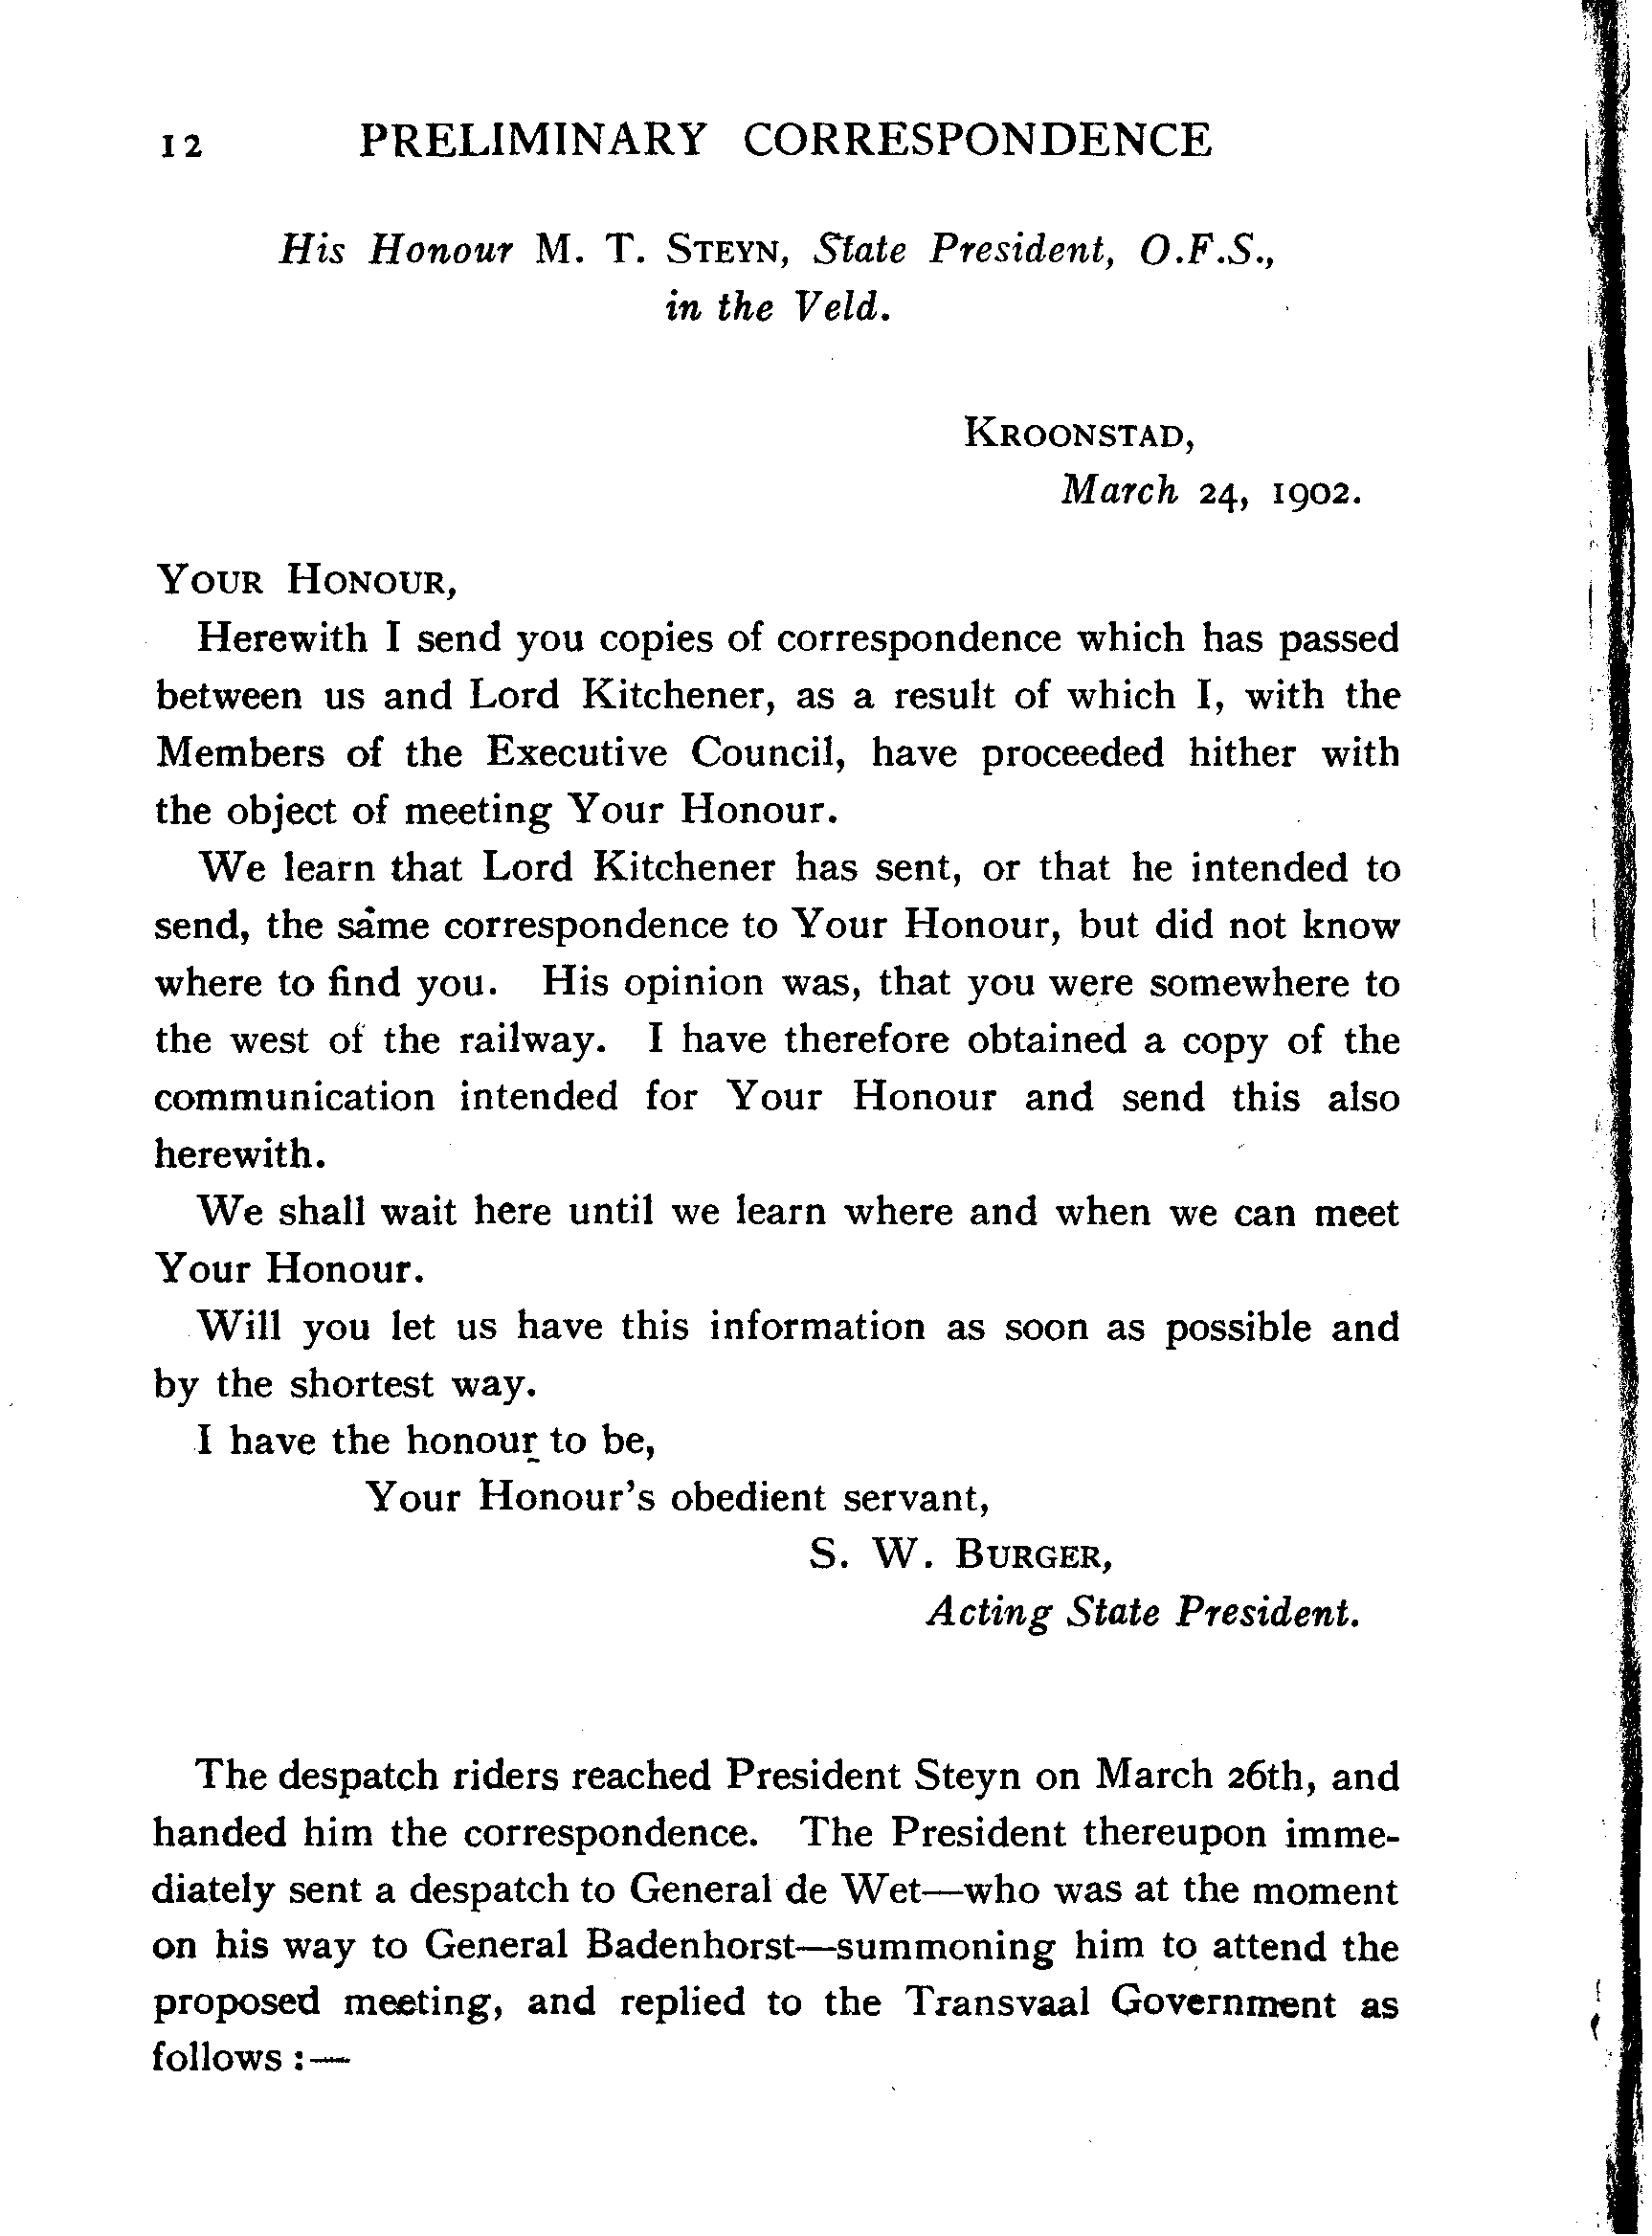 12 PRELIMINARY CORRESPONDENCE
His Honour M. T. STEYN, State President, O.F.S.,
in the Veld.
KROONSTAD,
March 24, 1902.
YOUR HONOUR,
Herewith I send you copies of correspondence which has passed
between us and Lord Kitchener, as a result of which I, with the
Members of the Executive Council, have proceeded hither with
the object of meeting Your Honour.
We learn that Lord Kitchener has sent, or that he intended to
send, the same correspondence to Your Honour, but did not know
where to find you. His opinion was, that you were somewhere to
the west of the railway. I have therefore obtained a copy of the
communication intended for Your Honour and send this also
herewith.
We shall wait here until we learn where and when we can meet
Your Honour.
Will you let us have this information as soon as possible and
by the shortest way.
I have the honour to be,
Your Honour's obedient servant,
S. W. BURGER,
Acting State President.
The despatch riders reached President Steyn on March 26th, and
handed him the correspondence. The President thereupon imme-
diately sent a despatch to General de Wet—who was at the moment
on his way to General Badenhorst—summoning him to attend the
proposed meeting, and replied to the Transvaal Government as
follows :—